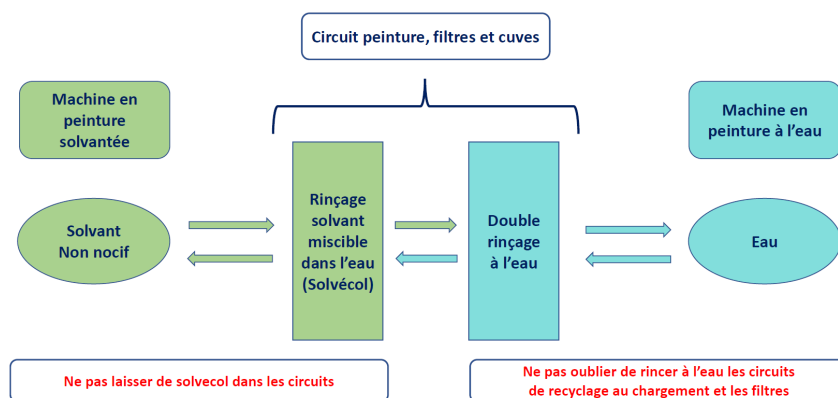 Circuit peinture, filtres et cuves
Machine en
peinture
solvantée
Machine en
peinture à l'eau
Solvant
Non nocif
Rinçage
solvant
miscible
dans l'eau
(Solvécol)
Double
rinçage
à l'eau
Eau
Ne pas laisser de solvecol dans les circuits
Ne pas oublier de rincer à l'eau les circuits
de recyclage au chargement et les filtres